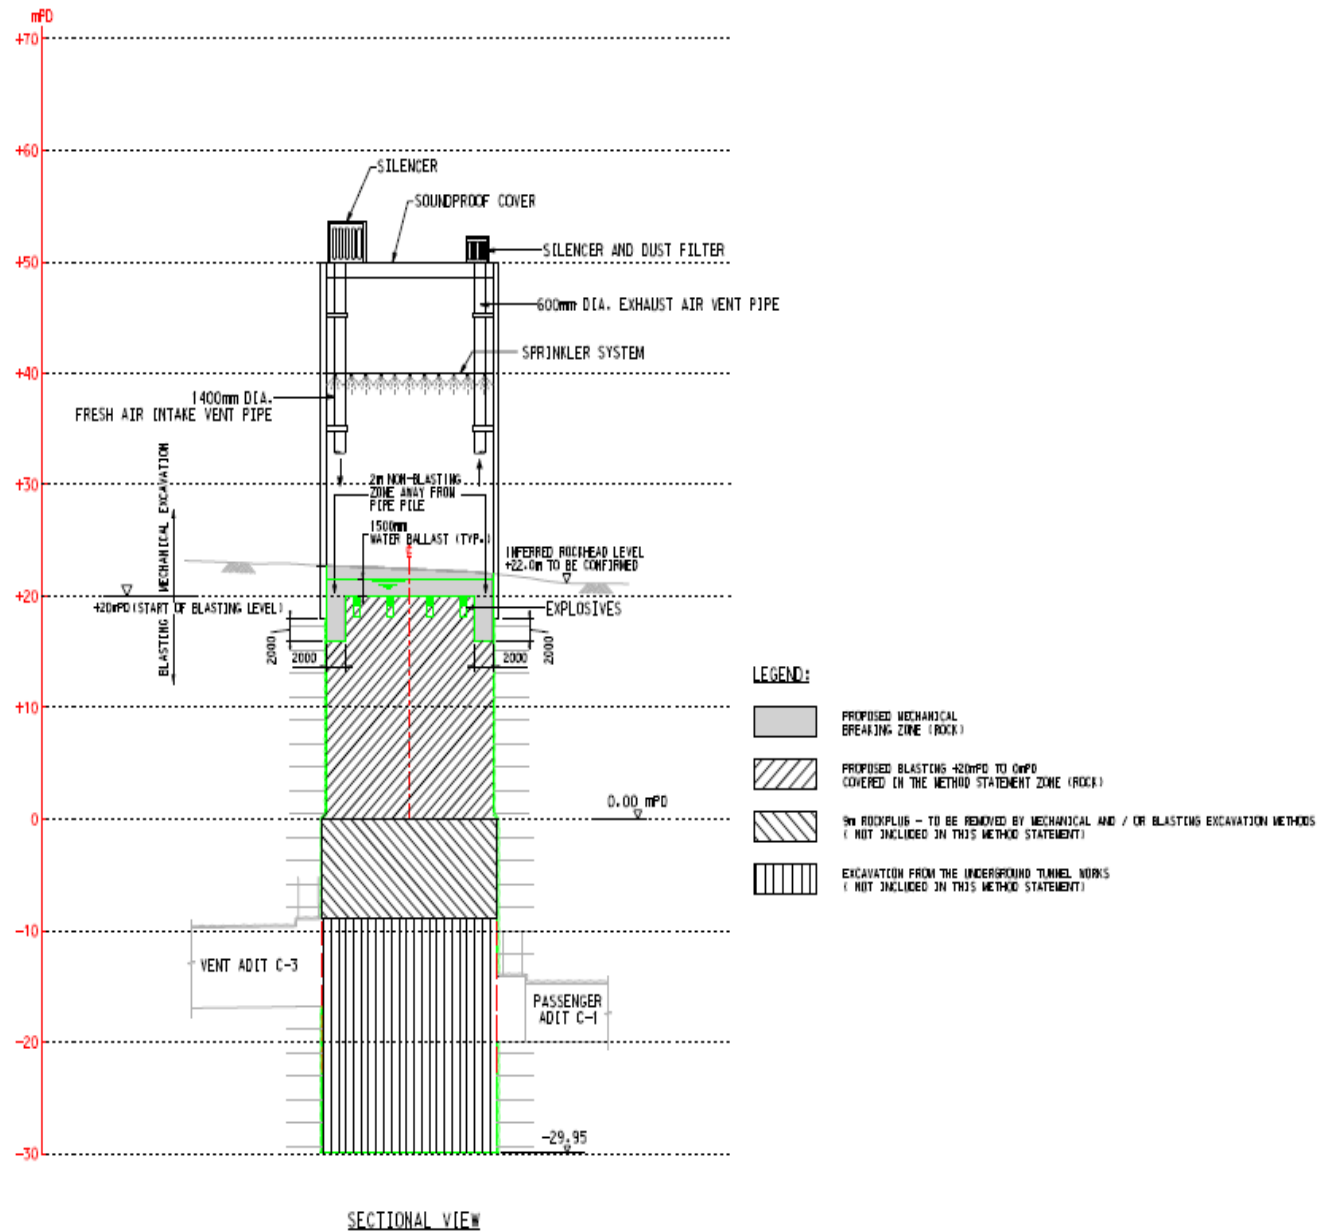 mPD
+70
+60
SILENCER
SOUNDPROOF COVER
SILENCER AND DUST FILTER
+50
600mm DIA. EXHAUST AIR VENT PIPE
SPRINKLER SYSTEM
+40
1400mm DIA.
FRESH AIR INTAKE VENT PIPE
MECHANICAL EXCAVATION
BLASTING
+30
2m NON-BLASTING
ZONE AWAY FROM
PIPE PILE
1500mm
WATER BALLAST (TYP.)
INFERRED ROCKHEAD LEVEL
+22.0m TO BE CONFIRMED
+20
+20mPD (START OF BLASTING LEVEL)
EXPLOSIVES
2000
2000
2000
2000
+10
0.00 mPD
0
-10
VENT ADIT C-3
PASSENGER
ADIT C-1
-20
-29.95
-30
SECTIONAL VIEW
LEGEND:
PROPOSED MECHANICAL
BREAKING ZONE (ROCK)
PROPOSED BLASTING +20mPD TO 0mPD
COVERED IN THE METHOD STATEMENT ZONE (ROCK)
9m ROCKPLUG - TO BE REMOVED BY MECHANICAL AND / OR BLASTING EXCAVATION METHODS
( NOT INCLUDED IN THIS METHOD STATEMENT)
EXCAVATION FROM THE UNDERGROUND TUNNEL WORKS
( NOT INCLUDED IN THIS METHOD STATEMENT)